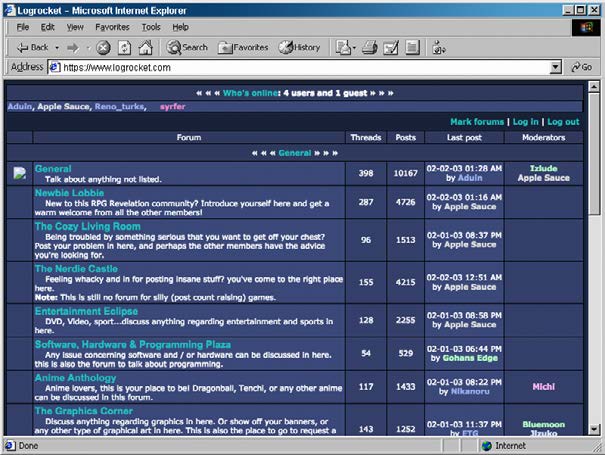 Logrocket – Microsoft Internet Explorer
File Edit View Favorites Tools Help
Back Search Favorites History
Address https://www.logrocket.com Go
« « « Who's online: 4 users and 1 guest » » »
Aduin, Apple Sauce, Reno_turks, syrfer
Mark forums | Log in | Log out
Forum Threads Posts Last post Moderators
« « « General » » »
General
Talk about anything not listed.
398 10167 02-02-03 01:28 AM
by Aduin
Izlude
Apple Sauce
Newbie Lobbie
New to this RPG Revelation community? Introduce yourself here and get a
warm welcome from all the other members!
287 4726 02-02-03 01:16 AM
by Apple Sauce
The Cozy Living Room
Being troubled by something serious that you want to get off your chest?
Post your problem in here, and perhaps the other members have the advice
you're looking for.
96 1513 02-01-03 08:37 PM
by Apple Sauce
The Nerdie Castle
Feeling whacky and in for posting insane stuff? you've come to the right place
here.
Note: This is still no forum for silly (post count raising) games.
155 4215 02-02-03 12:51 AM
by Apple Sauce
Entertainment Eclipse
DVD, Video, sport...discuss anything regarding entertainment and sports in
here.
128 2255 02-01-03 08:58 PM
by Apple Sauce
Software, Hardware & Programming Plaza
Any issue concerning software and / or hardware can be discussed in here.
this is also the forum to talk about programming.
54 529 02-01-03 06:44 PM
by Gohans Edge
Anime Anthology
Anime lovers, this is your place to be! Dragonball, Tenchi, or any other anime
can be discussed in this forum.
117 1433 02-01-03 08:22 PM
by Nikanoru
Michi
The Graphics Corner
Discuss anything regarding graphics in here. Or show off your banners, or
any other type of graphical art in here. This is also the place to go to request a
143 1252 02-01-03 11:37 PM
by FTG
Bluemoon
Jizuko
Done Internet